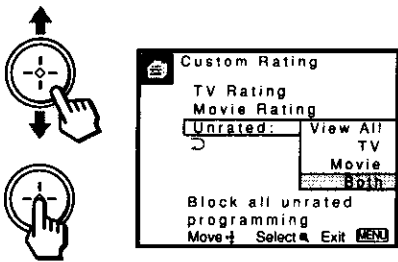 Custom Rating
TV Rating
Movie Rating
Unrated: View All
TV
Movie
Both
Block all unrated
programming
Move Select Exit MENU